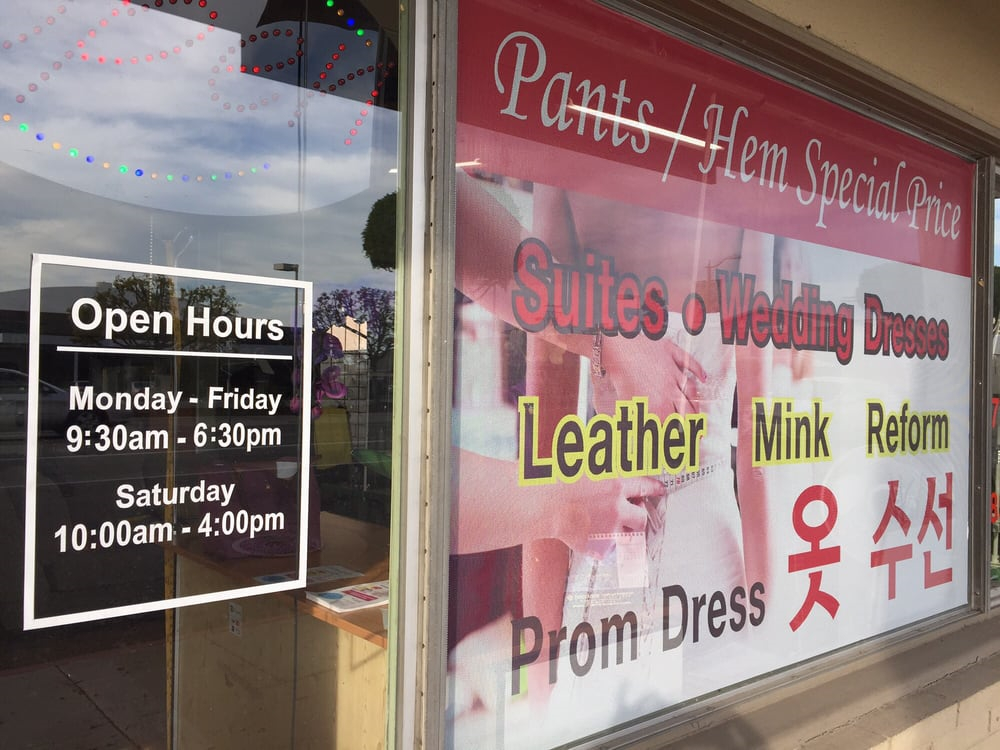 Open Hours
Monday - Friday
9:30am - 6:30pm
Saturday
10:00am - 4:00pm
Pants / Hem Special Price
Suites • Wedding Dresses
Leather Mink Reform
옷 수선
Prom Dress